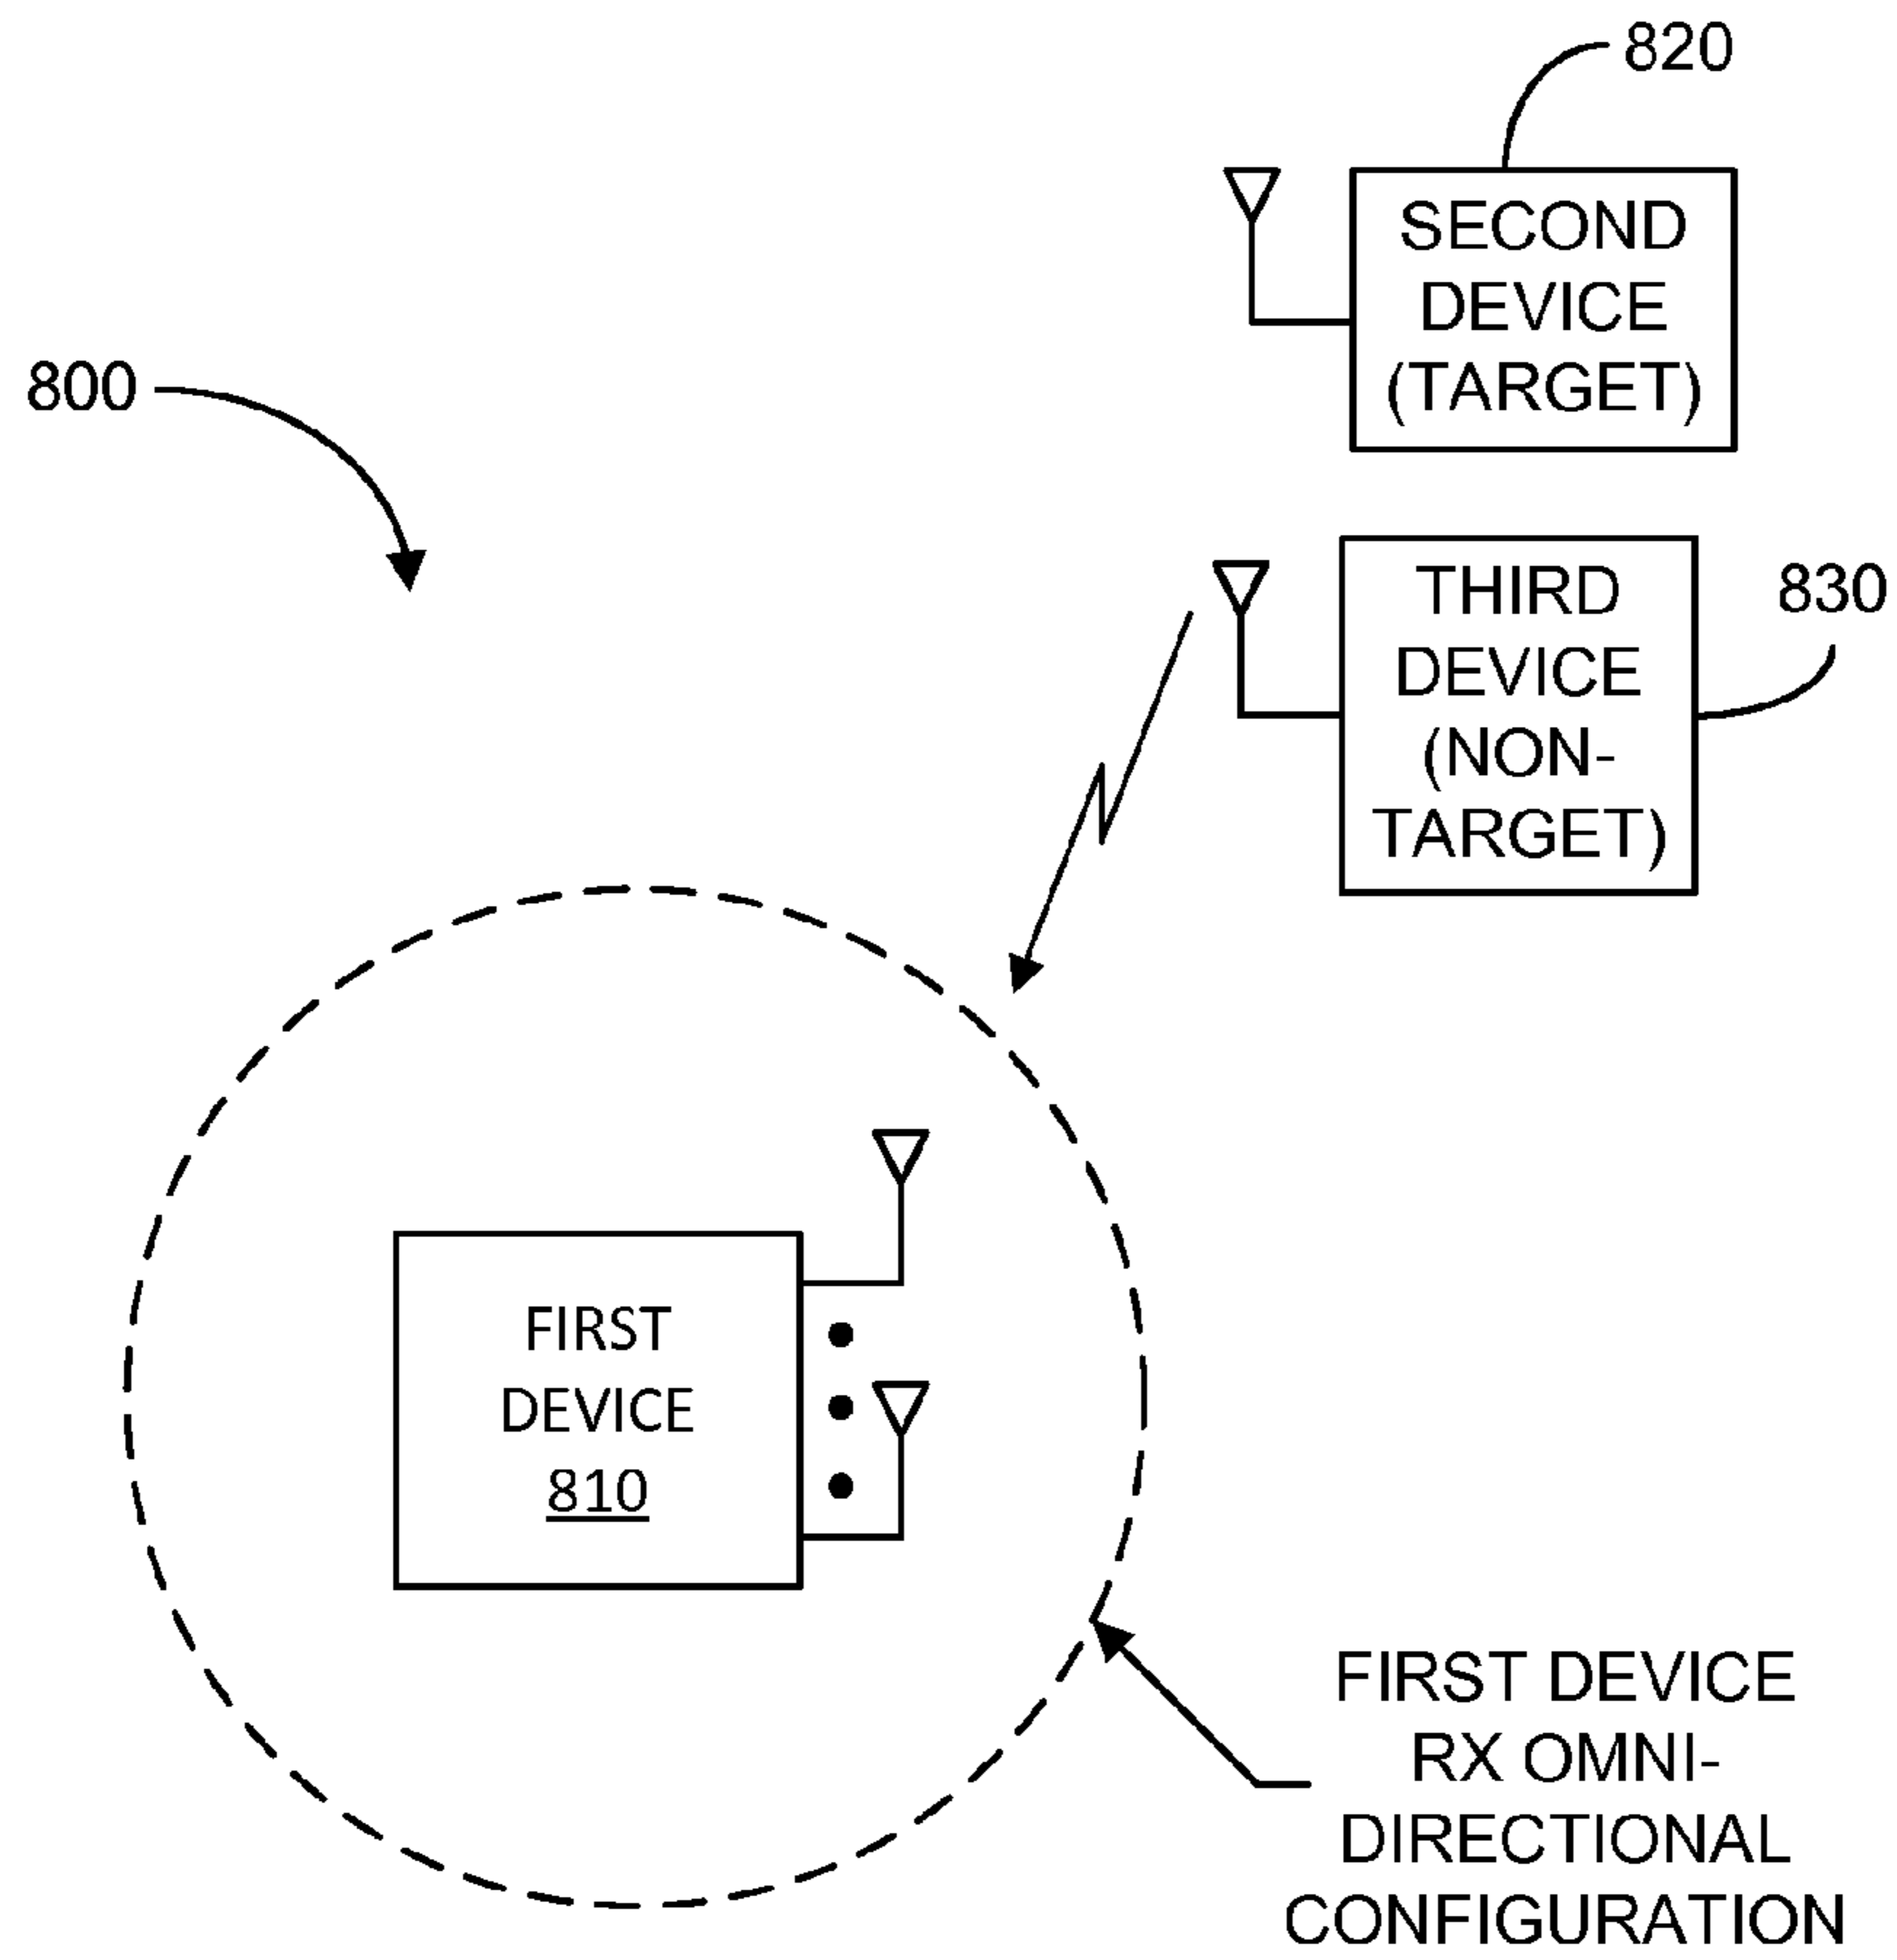 820
SECOND
DEVICE
(TARGET)
800
THIRD
DEVICE
(NON-
TARGET)
830
FIRST
DEVICE
810
FIRST DEVICE
RX OMNI-
DIRECTIONAL
CONFIGURATION